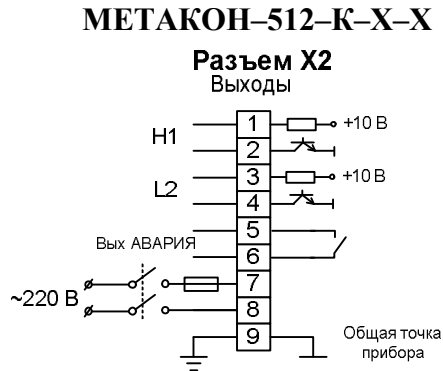 МЕТАКОН–512–К–Х–Х
Разъем X2
Выходы
H1
1
+10 В
2
L2
3
+10 В
4
5
Вых АВАРИЯ
6
~220 В
7
8
9
Общая точка
прибора